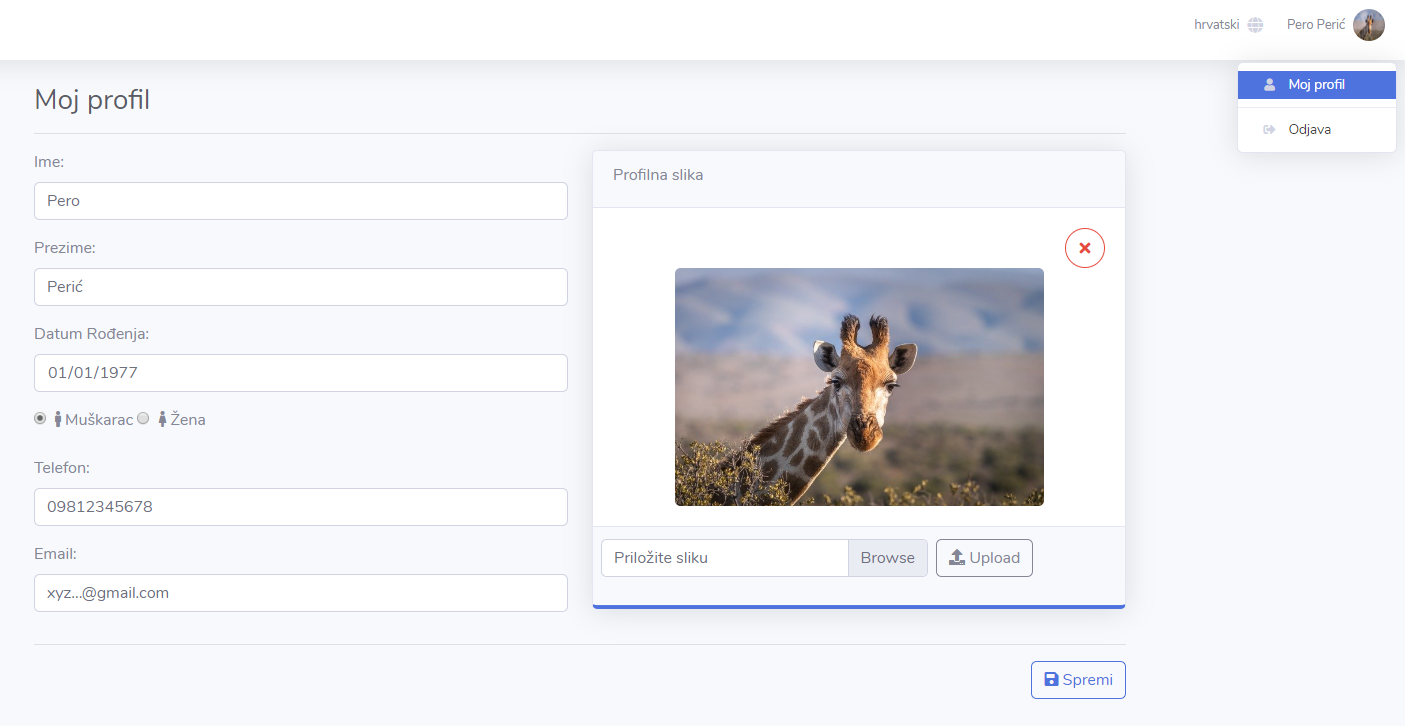 hrvatski Pero Perić
Moj profil
Odjava
Moj profil
Ime:
Pero
Prezime:
Perić
Datum Rođenja:
01/01/1977
Muškarac Žena
Telefon:
09812345678
Email:
xyz...@gmail.com
Profilna slika
Priložite sliku Browse Upload
Spremi